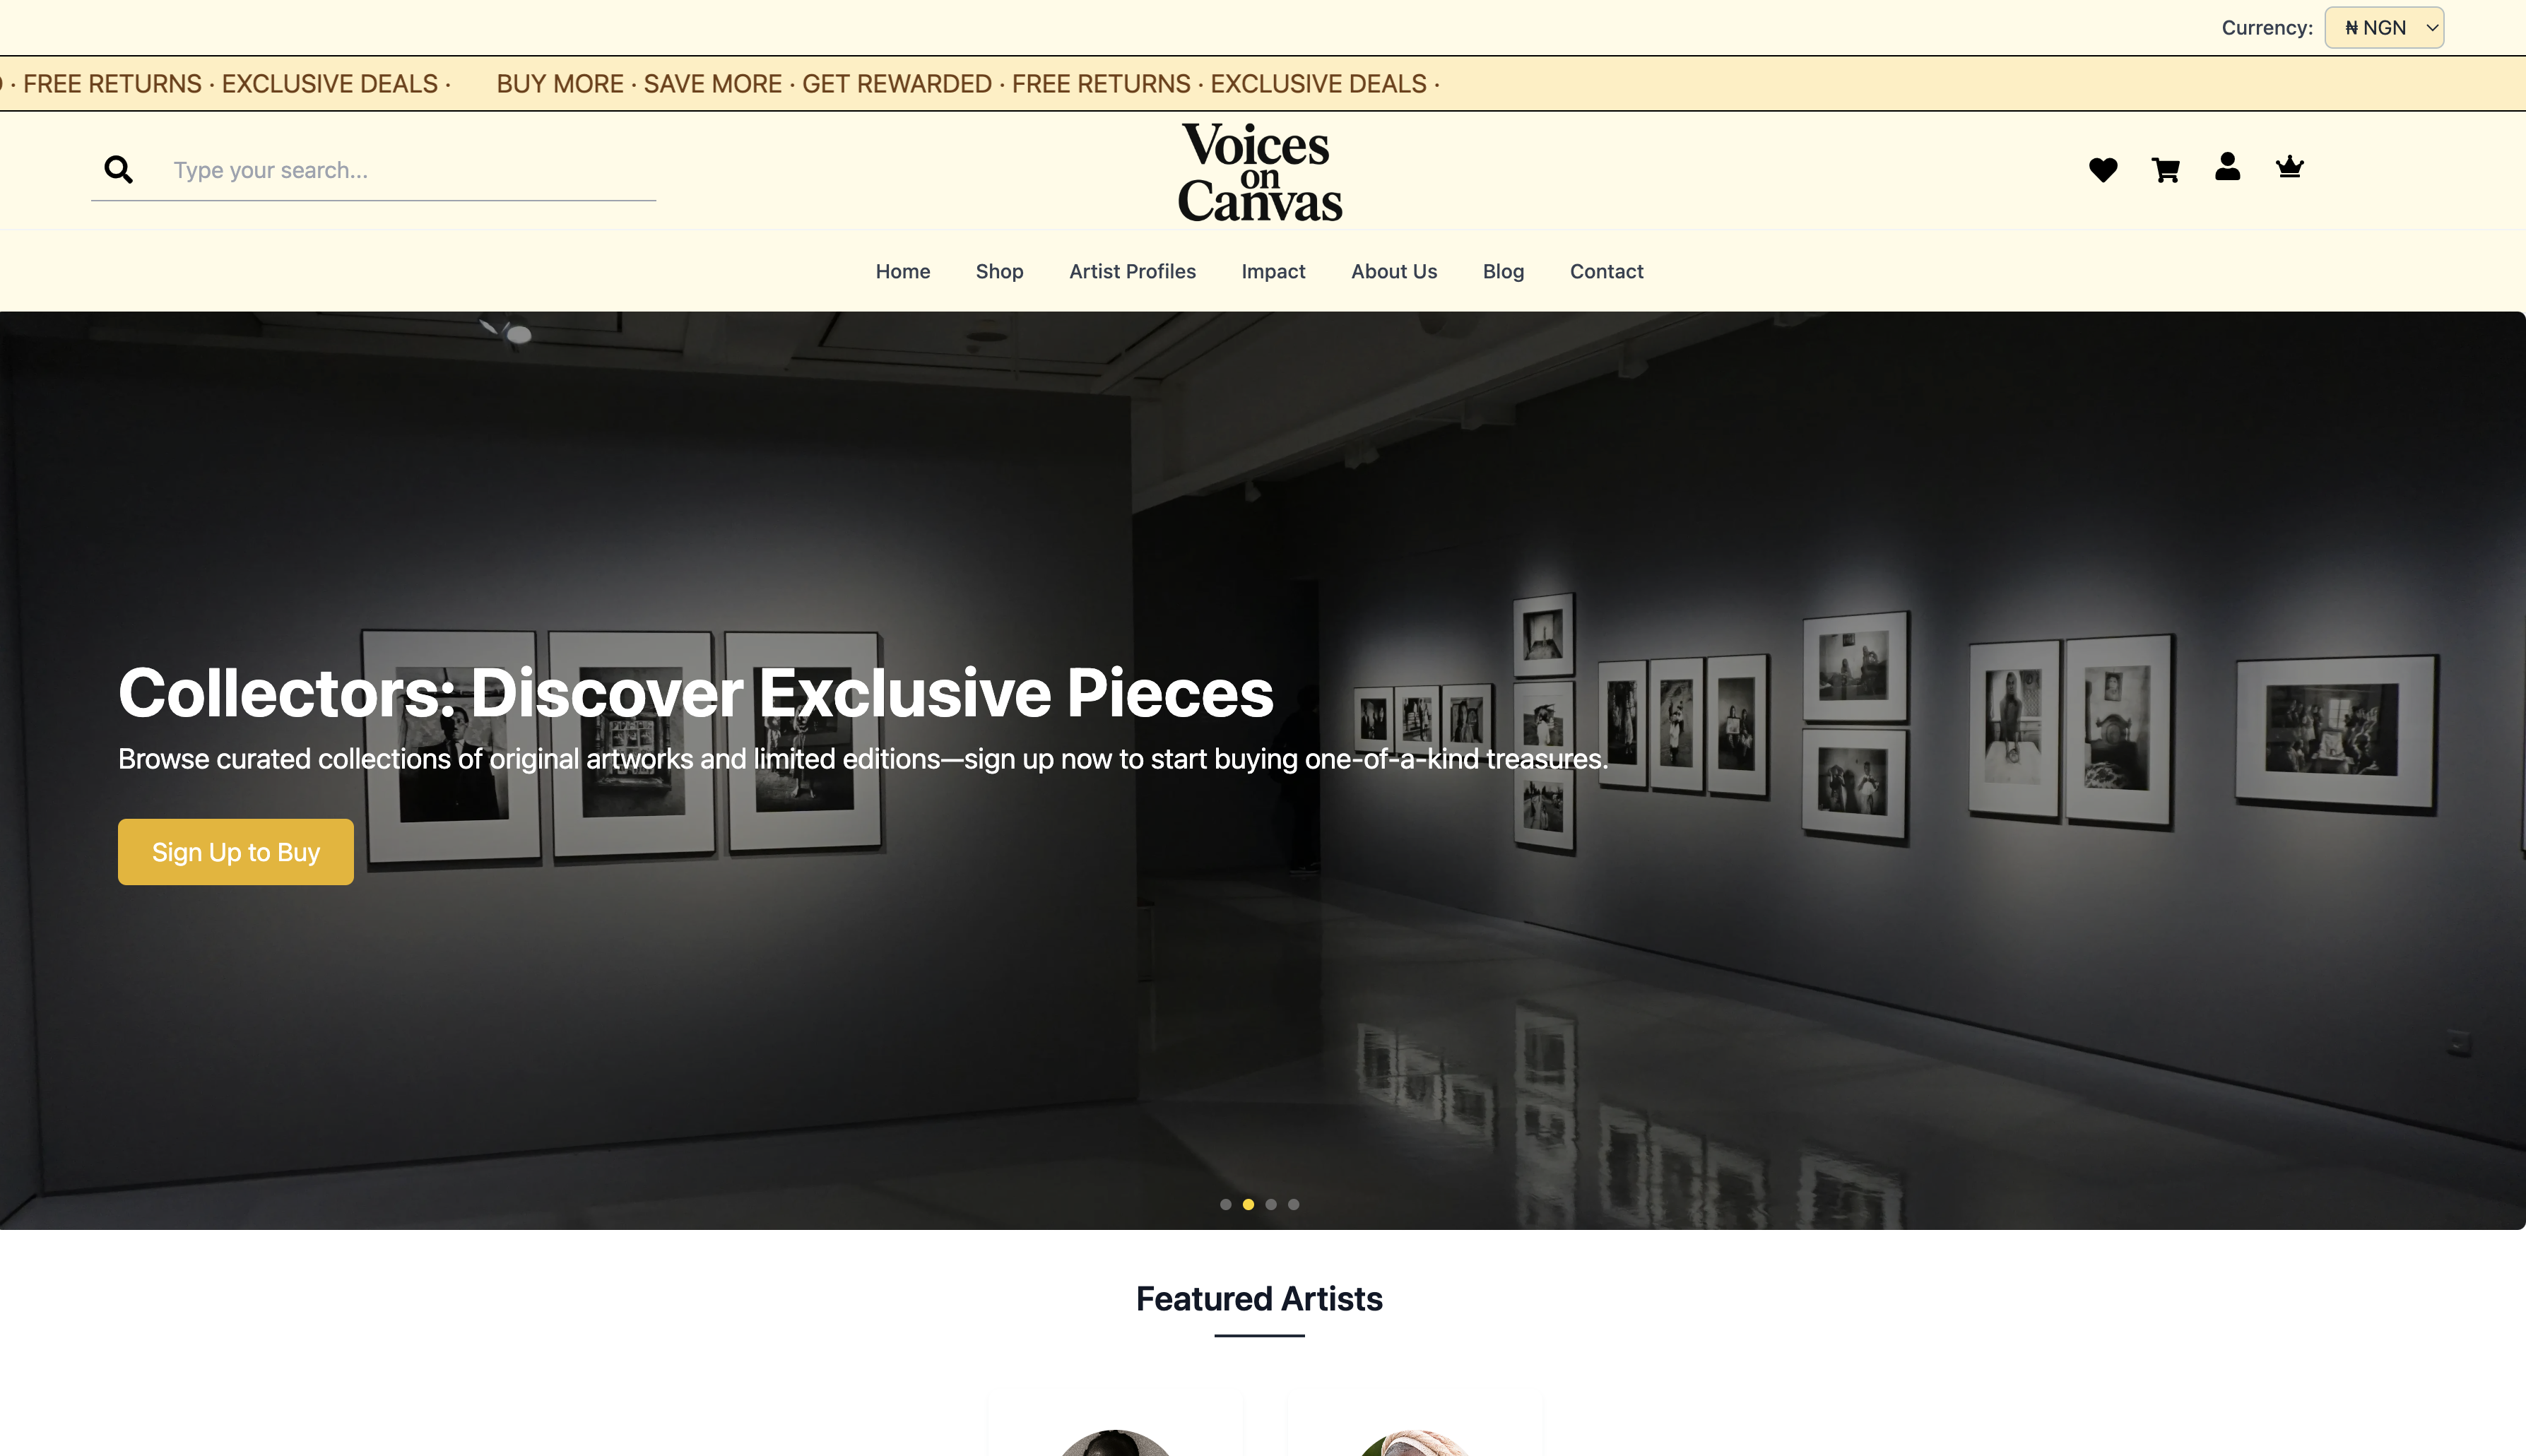 Currency: ₦ NGN
· FREE RETURNS · EXCLUSIVE DEALS · BUY MORE · SAVE MORE · GET REWARDED · FREE RETURNS · EXCLUSIVE DEALS ·
Type your search...
Voices
on
Canvas
Home Shop Artist Profiles Impact About Us Blog Contact
Collectors: Discover Exclusive Pieces
Browse curated collections of original artworks and limited editions—sign up now to start buying one-of-a-kind treasures.
Sign Up to Buy
Featured Artists